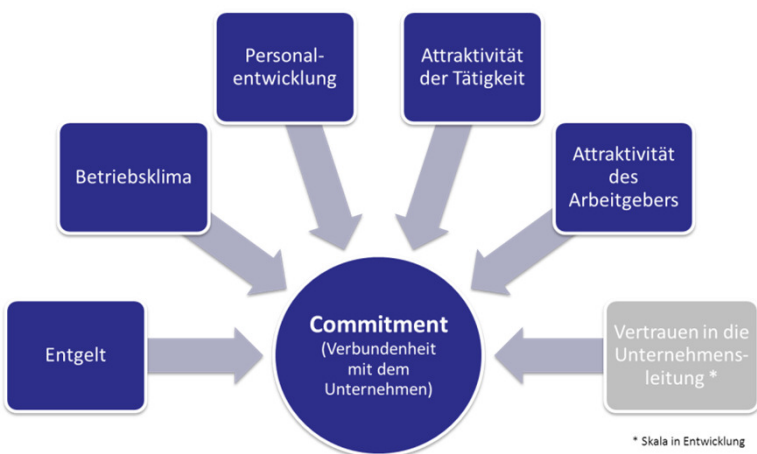 Personal-
entwicklung
Attraktivität
der Tätigkeit
Betriebsklima
Attraktivität
des
Arbeitgebers
Entgelt
Commitment
(Verbundenheit
mit dem
Unternehmen)
Vertrauen in die
Unternehmens-
leitung *
* Skala in Entwicklung